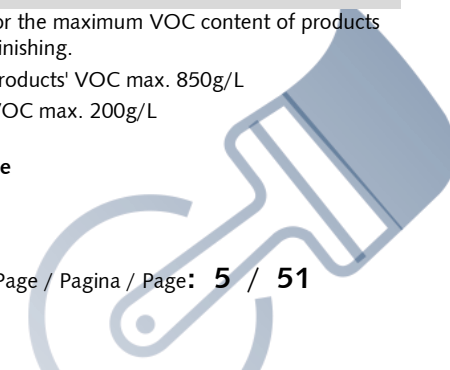 or the maximum VOC content of products
inishing.
roducts' VOC max. 850g/L
VOC max. 200g/L
e
Page / Pagina / Page: 5 / 51